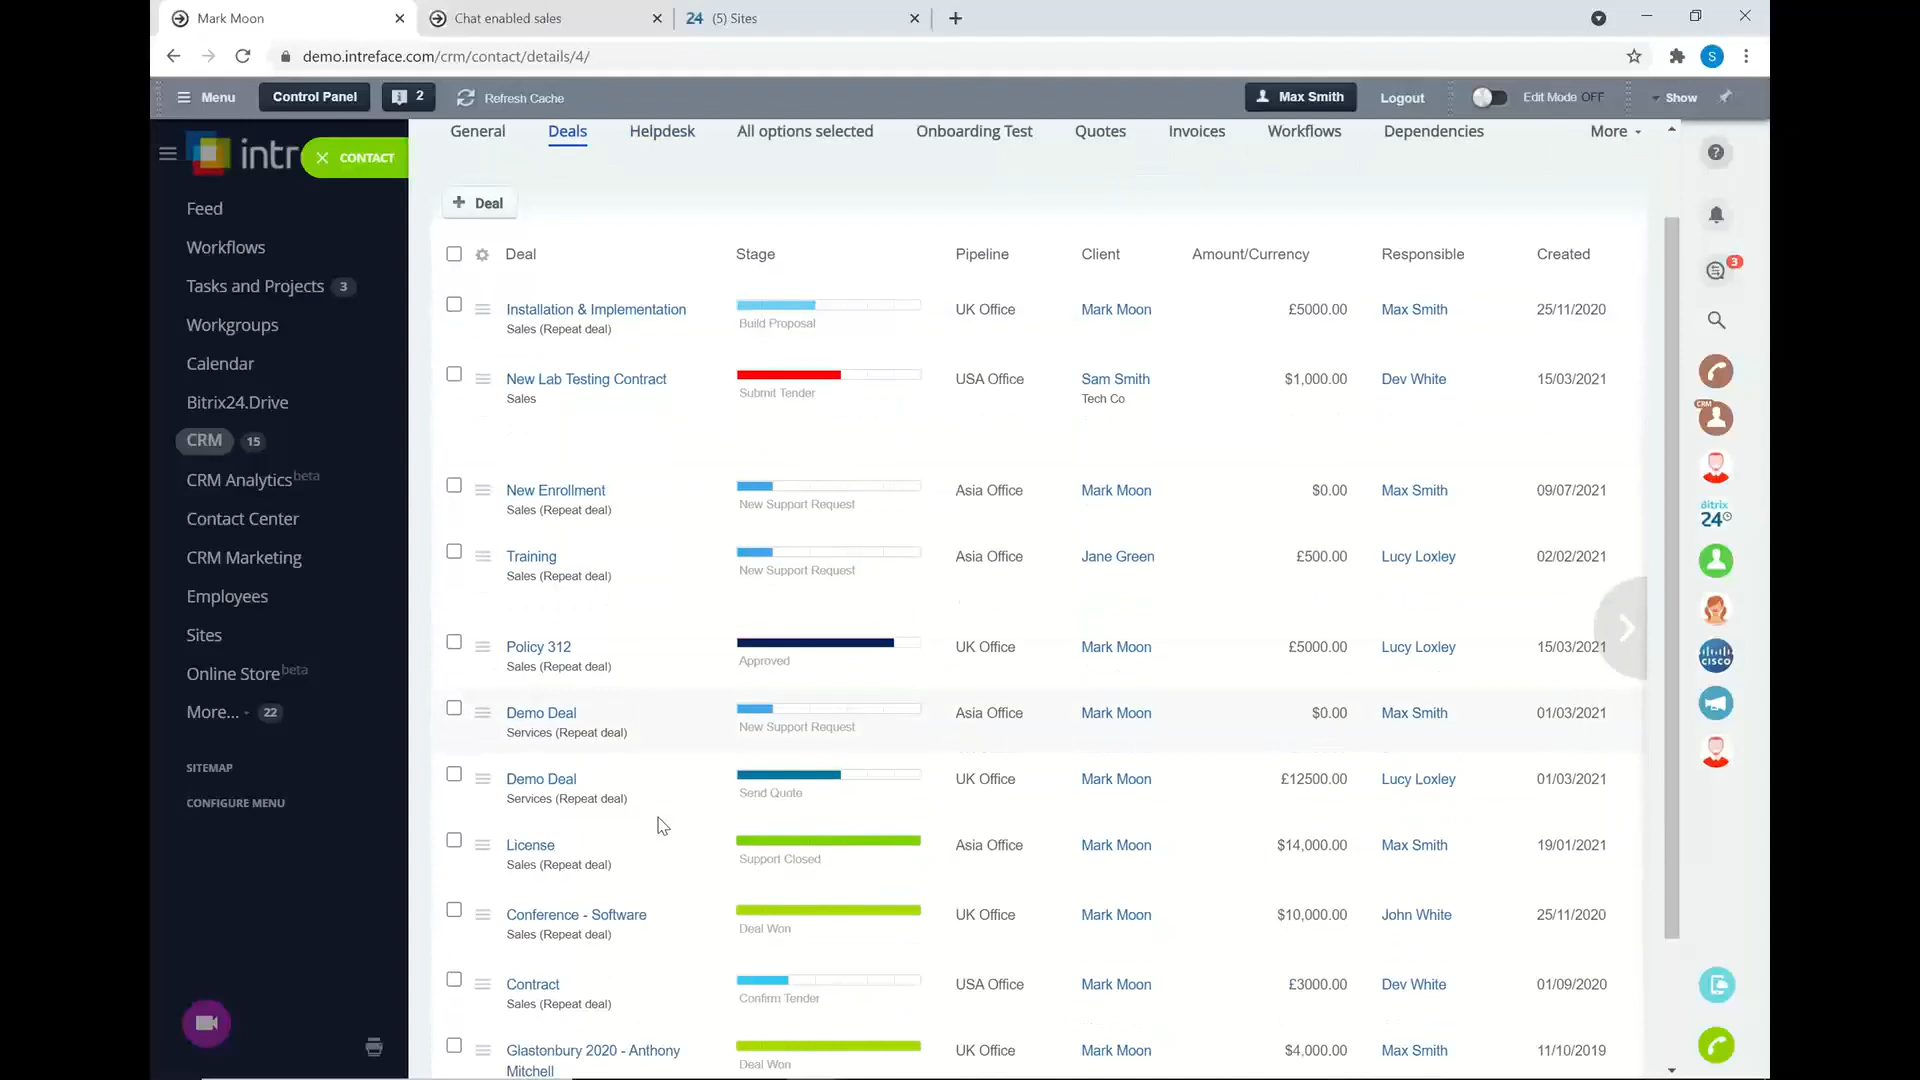 Mark Moon
Chat enabled sales
24 (5) Sites
demo.intreface.com/crm/contact/details/4/
S
Menu
Control Panel
2
Refresh Cache
Max Smith
Logout
Edit Mode OFF
Show
intr
CONTACT
General
Deals
Helpdesk
All options selected
Onboarding Test
Quotes
Invoices
Workflows
Dependencies
More
Feed
Workflows
Tasks and Projects 3
Workgroups
Calendar
Bitrix24.Drive
CRM 15
CRM Analytics beta
Contact Center
CRM Marketing
Employees
Sites
Online Store beta
More... 22
SITEMAP
CONFIGURE MENU
+ Deal
Deal Stage Pipeline Client Amount/Currency Responsible Created
Installation & Implementation UK Office Mark Moon £5000.00 Max Smith 25/11/2020
Sales (Repeat deal) Build Proposal
New Lab Testing Contract USA Office Sam Smith $1,000.00 Dev White 15/03/2021
Sales Submit Tender Tech Co
New Enrollment Asia Office Mark Moon $0.00 Max Smith 09/07/2021
Sales (Repeat deal) New Support Request
Training Asia Office Jane Green £500.00 Lucy Loxley 02/02/2021
Sales (Repeat deal) New Support Request
Policy 312 UK Office Mark Moon £5000.00 Lucy Loxley 15/03/2021
Sales (Repeat deal) Approved
Demo Deal Asia Office Mark Moon $0.00 Max Smith 01/03/2021
Services (Repeat deal) New Support Request
Demo Deal UK Office Mark Moon £12500.00 Lucy Loxley 01/03/2021
Services (Repeat deal) Send Quote
License Asia Office Mark Moon $14,000.00 Max Smith 19/01/2021
Sales (Repeat deal) Support Closed
Conference - Software UK Office Mark Moon $10,000.00 John White 25/11/2020
Sales (Repeat deal) Deal Won
Contract USA Office Mark Moon £3000.00 Dev White 01/09/2020
Sales (Repeat deal) Confirm Tender
Glastonbury 2020 - Anthony UK Office Mark Moon $4,000.00 Max Smith 11/10/2019
Mitchell Deal Won
?
3
CRM
Bitrix
24
CISCO